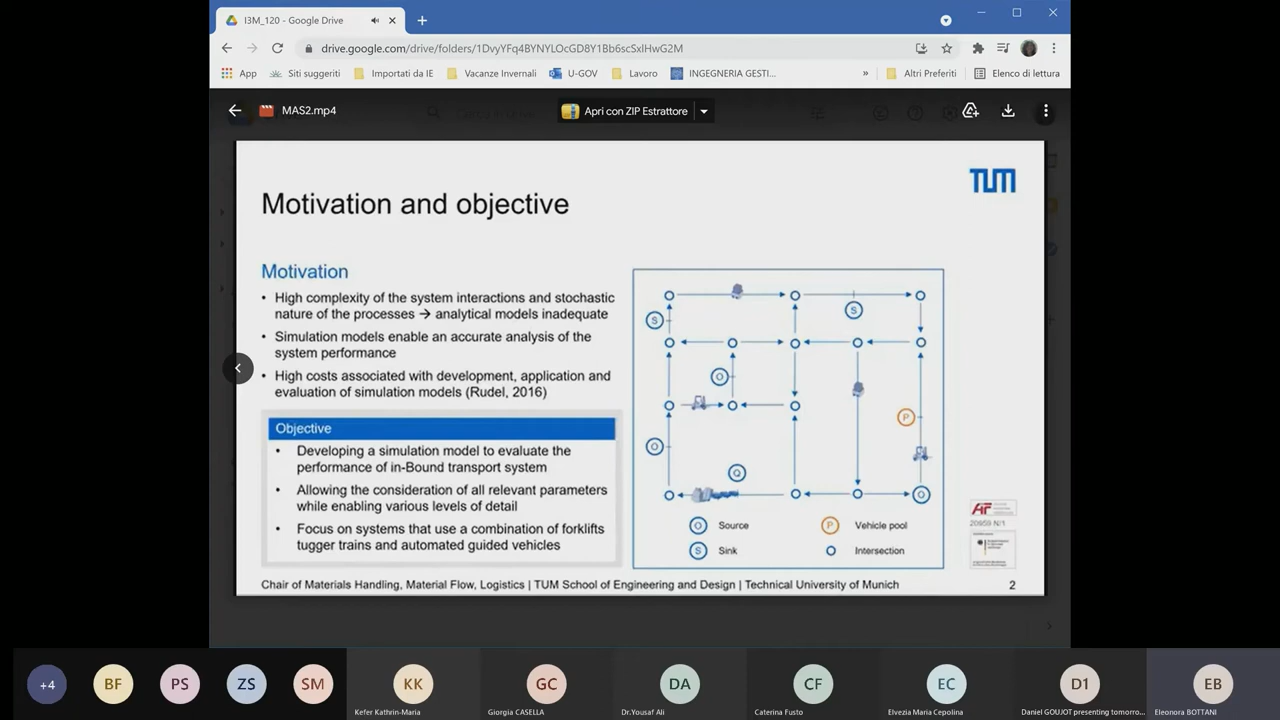 I3M_120 - Google Drive
drive.google.com/drive/folders/1DvyYFq4BYNYLOcGD8Y1Bb6scSxlHwG2M
App Siti suggeriti Importati da IE Vacanze Invernali U-GOV Lavoro INGEGNERIA GESTI... » Altri Preferiti Elenco di lettura
MAS2.mp4 Apri con ZIP Estrattore
TUM
Motivation and objective
Motivation
• High complexity of the system interactions and stochastic
nature of the processes → analytical models inadequate
• Simulation models enable an accurate analysis of the
system performance
• High costs associated with development, application and
evaluation of simulation models (Rudel, 2016)
Objective
• Developing a simulation model to evaluate the
performance of in-Bound transport system
• Allowing the consideration of all relevant parameters
while enabling various levels of detail
• Focus on systems that use a combination of forklifts
tugger trains and automated guided vehicles
S
S
O
P
O
Q
O
O Source
P Vehicle pool
S Sink
Intersection
AiF
20959 N/1
Chair of Materials Handling, Material Flow, Logistics | TUM School of Engineering and Design | Technical University of Munich
2
+4 BF PS ZS SM KK GC DA CF EC D1 EB
Kefer Kathrin-Maria Giorgia CASELLA Dr.Yousaf Ali Caterina Fusto Elvezia Maria Cepolina Daniel GOUJOT presenting tomorro... Eleonora BOTTANI